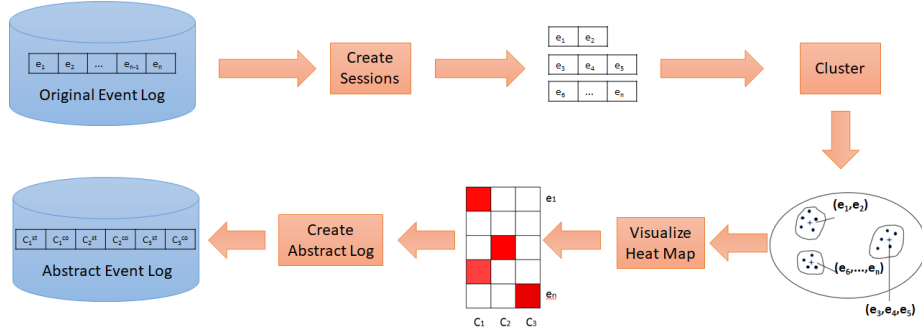 e1 e2 ... en-1 en
Original Event Log
Create
Sessions
e1 e2
e3 e4 e5
e6 ... en
Cluster
(e1,e2)
(e6,...,en)
(e3,e4,e5)
Visualize
Heat Map
e1
en
C1 C2 C3
Create
Abstract Log
C1st C1co C2st C2co C3st C3co
Abstract Event Log